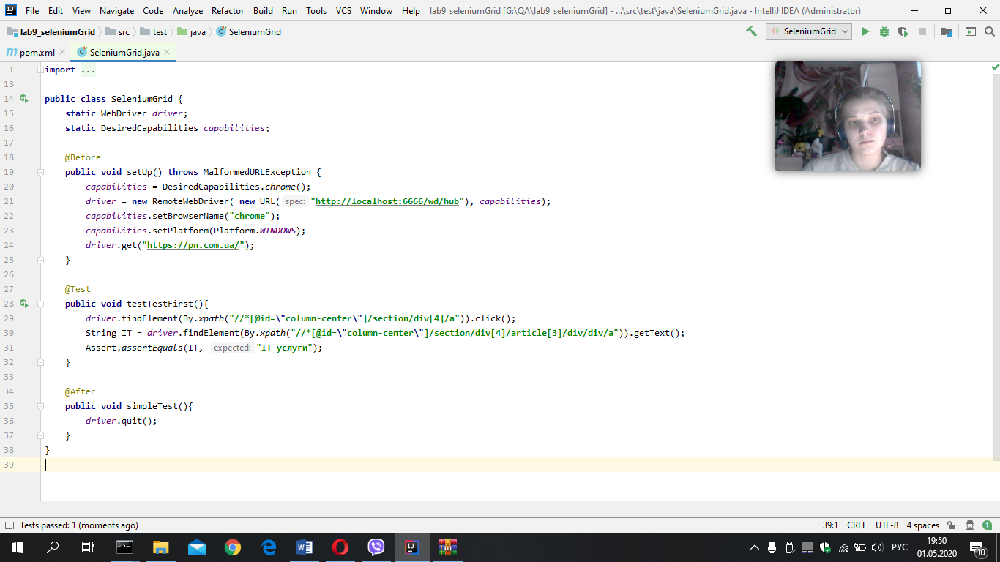 File Edit View Navigate Code Analyze Refactor Build Run Tools VCS Window Help lab9_seleniumGrid [G:\QA\lab9_seleniumGrid] - ...\src\test\java\SeleniumGrid.java - IntelliJ IDEA (Administrator)
lab9_seleniumGrid src test java SeleniumGrid SeleniumGrid
pom.xml SeleniumGrid.java
1 import ...
13
14 public class SeleniumGrid {
15 static WebDriver driver;
16 static DesiredCapabilities capabilities;
17
18 @Before
19 public void setUp() throws MalformedURLException {
20 capabilities = DesiredCapabilities.chrome();
21 driver = new RemoteWebDriver( new URL( spec: "http://localhost:6666/wd/hub"), capabilities);
22 capabilities.setBrowserName("chrome");
23 capabilities.setPlatform(Platform.WINDOWS);
24 driver.get("https://pn.com.ua/");
25 }
26
27 @Test
28 public void testTestFirst(){
29 driver.findElement(By.xpath("//*[@id=\"column-center\"]/section/div[4]/a")).click();
30 String IT = driver.findElement(By.xpath("//*[@id=\"column-center\"]/section/div[4]/article[3]/div/div/a")).getText();
31 Assert.assertEquals(IT, expected: "IT услуги");
32 }
33
34 @After
35 public void simpleTest(){
36 driver.quit();
37 }
38 }
39
Tests passed: 1 (moments ago) 39:1 CRLF UTF-8 4 spaces 1
РУС 19:50
01.05.2020 10